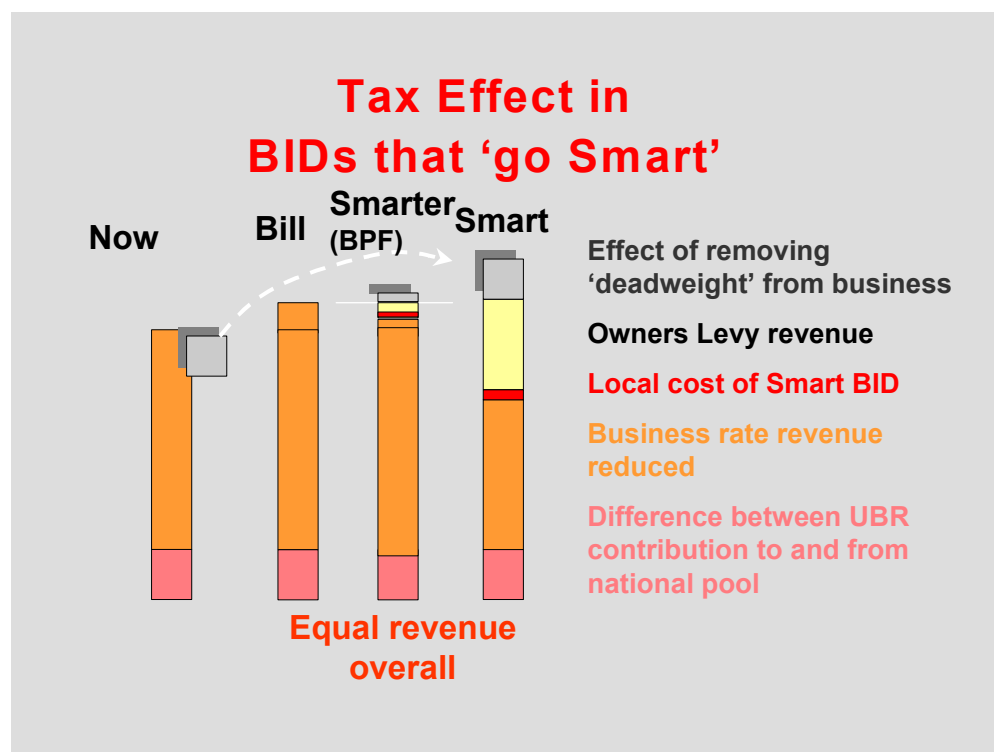 Tax Effect in
BIDs that ‘go Smart’
Now
Bill
Smarter
(BPF)
Smart
Effect of removing
‘deadweight’ from business
Owners Levy revenue
Local cost of Smart BID
Business rate revenue
reduced
Difference between UBR
contribution to and from
national pool
Equal revenue
overall